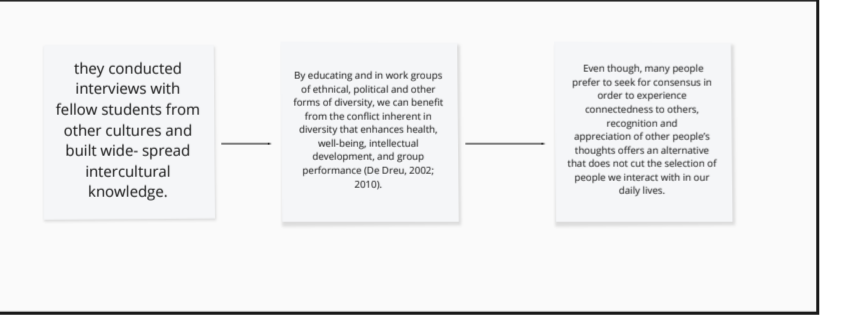 they conducted
interviews with
fellow students from
other cultures and
built wide- spread
intercultural
knowledge.
By educating and in work groups
of ethnical, political and other
forms of diversity, we can benefit
from the conflict inherent in
diversity that enhances health,
well-being, intellectual
development, and group
performance (De Dreu, 2002;
2010).
Even though, many people
prefer to seek for consensus in
order to experience
connectedness to others,
recognition and
appreciation of other people's
thoughts offers an alternative
that does not cut the selection of
people we interact with in our
daily lives.